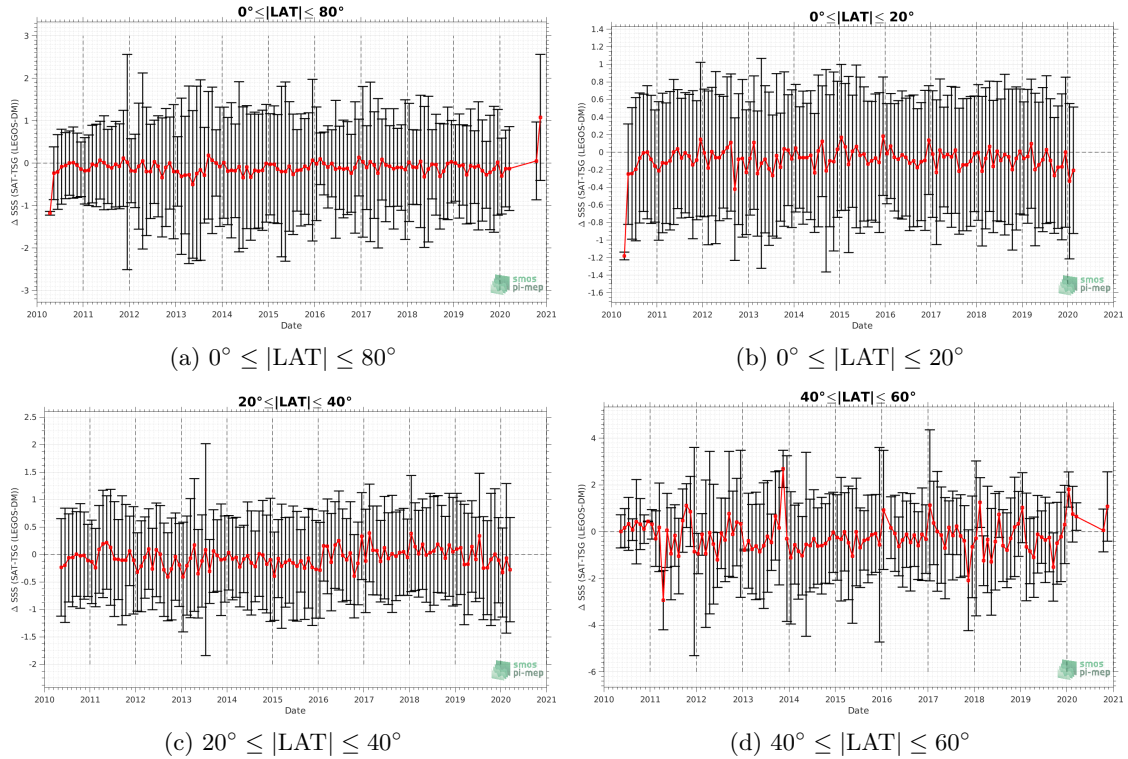 0°≤|LAT|≤ 80°
3
2
1
0
-1
-2
-3
Δ SSS (SAT-TSG (LEGOS-DMI))
2010 2011 2012 2013 2014 2015 2016 2017 2018 2019 2020 2021
Date
smos
pi-mep
(a) 0° ≤ |LAT| ≤ 80°
0°≤|LAT|≤ 20°
1.4
1.2
1
0.8
0.6
0.4
0.2
0
-0.2
-0.4
-0.6
-0.8
-1
-1.2
-1.4
-1.6
Δ SSS (SAT-TSG (LEGOS-DMI))
2010 2011 2012 2013 2014 2015 2016 2017 2018 2019 2020 2021
Date
smos
pi-mep
(b) 0° ≤ |LAT| ≤ 20°
20°≤|LAT|≤ 40°
2.5
2
1.5
1
0.5
0
-0.5
-1
-1.5
-2
Δ SSS (SAT-TSG (LEGOS-DMI))
2010 2011 2012 2013 2014 2015 2016 2017 2018 2019 2020 2021
Date
smos
pi-mep
(c) 20° ≤ |LAT| ≤ 40°
40°≤|LAT|≤ 60°
4
2
0
-2
-4
-6
Δ SSS (SAT-TSG (LEGOS-DMI))
2010 2011 2012 2013 2014 2015 2016 2017 2018 2019 2020 2021
Date
smos
pi-mep
(d) 40° ≤ |LAT| ≤ 60°